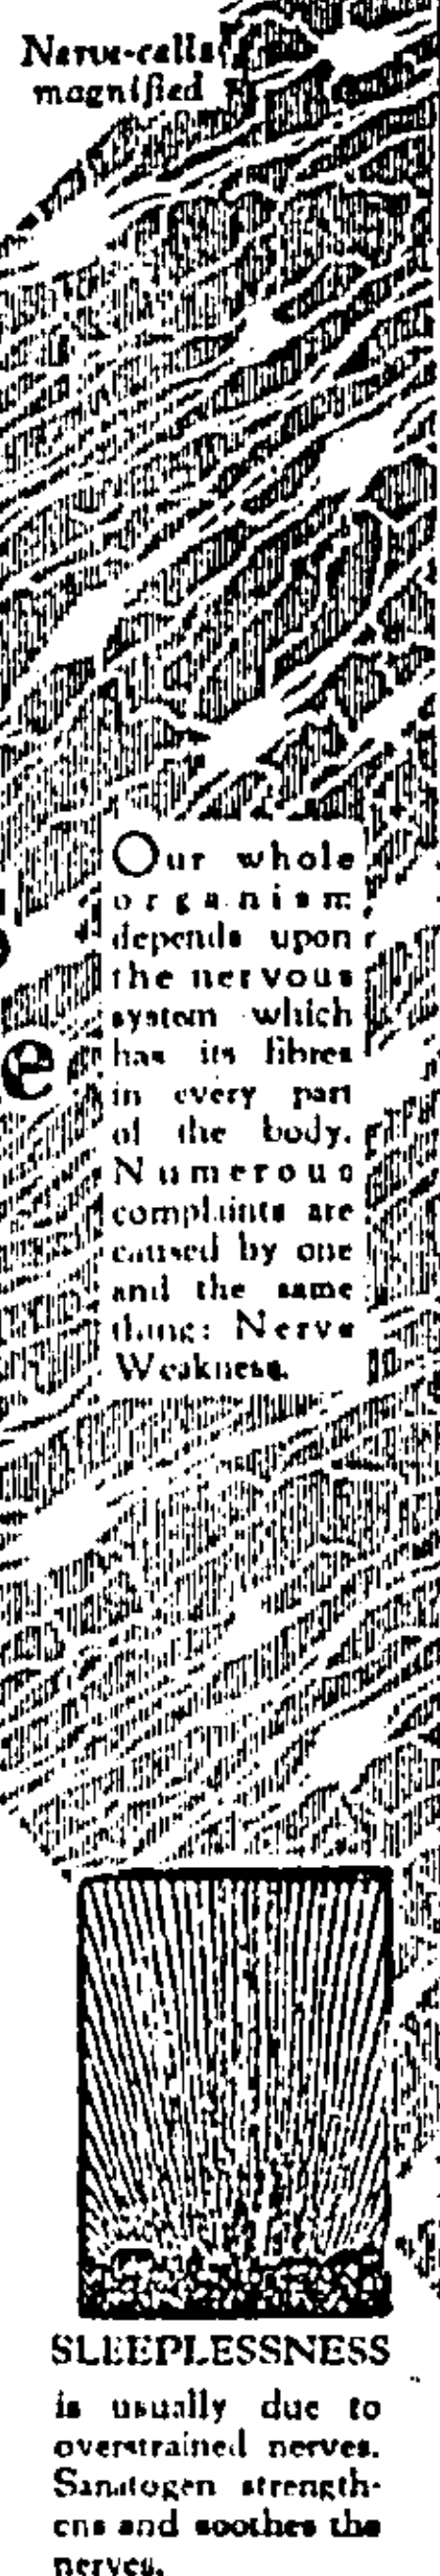 Nerve-cells
magnified
Our whole
organism
depends upon
the nervous
system which
has its fibres
in every part
of the body.
Numerous
complaints are
caused by one
and the same
thing: Nerve
Weakness.
e
SLEEPLESSNESS
is usually due to
overstrained nerves.
Sanatogen strength-
ens and soothes the
nerves.